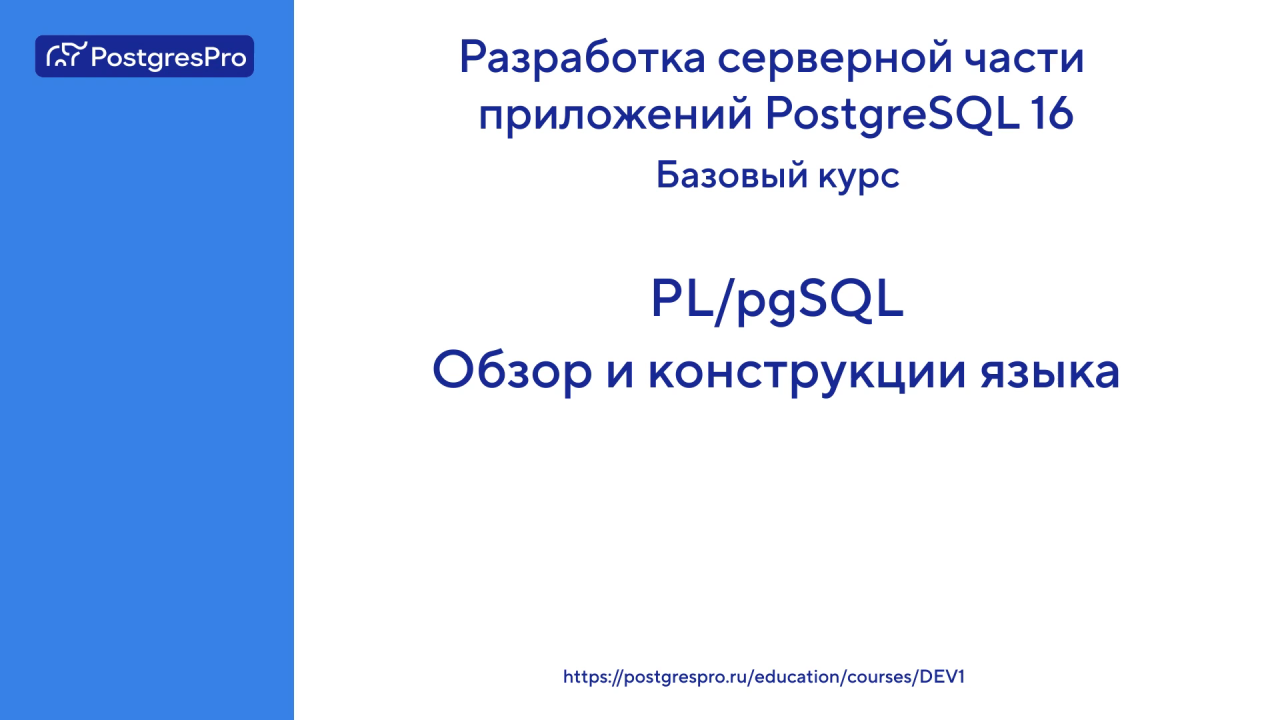 PostgresPro
Разработка серверной части
приложений PostgreSQL 16
Базовый курс
PL/pgSQL
Обзор и конструкции языка
https://postgrespro.ru/education/courses/DEV1